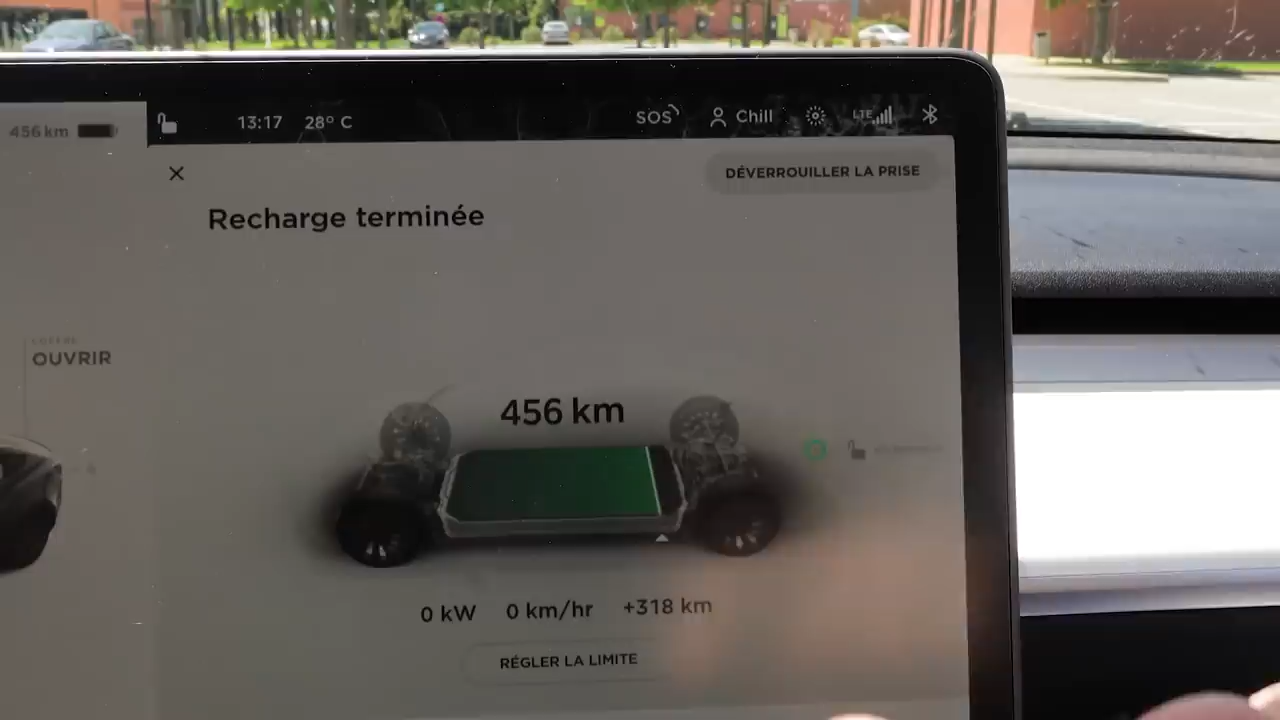 456 km
13:17 28° C
SOS Chill LTE
DÉVERROUILLER LA PRISE
Recharge terminée
OUVRIR
456 km
0 kW 0 km/hr +318 km
RÉGLER LA LIMITE